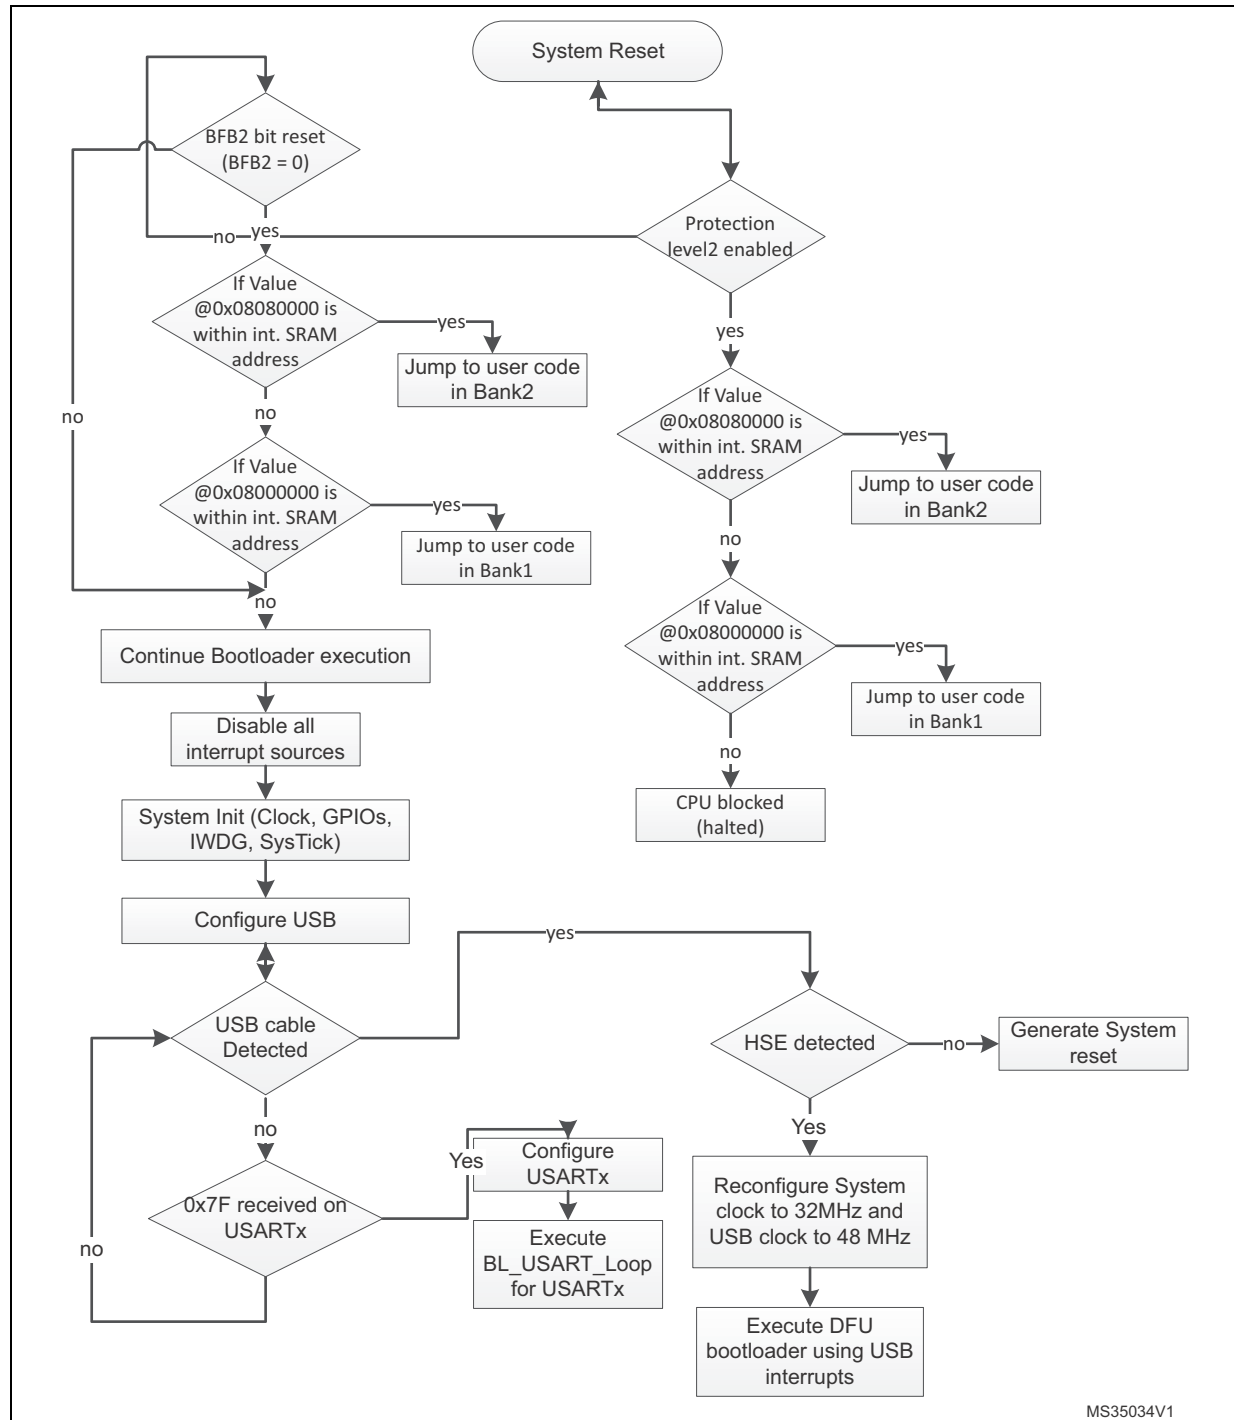 System Reset
BFB2 bit reset
(BFB2 = 0)
no
yes
Protection
level2 enabled
If Value
@0x08080000 is
within int. SRAM
address
yes
Jump to user code
in Bank2
yes
no
no
If Value
@0x08080000 is
within int. SRAM
address
yes
Jump to user code
in Bank2
If Value
@0x08000000 is
within int. SRAM
address
yes
Jump to user code
in Bank1
no
no
If Value
@0x08000000 is
within int. SRAM
address
yes
Jump to user code
in Bank1
no
CPU blocked
(halted)
Continue Bootloader execution
Disable all
interrupt sources
System Init (Clock, GPIOs,
IWDG, SysTick)
Configure USB
yes
USB cable
Detected
HSE detected
no
Generate System
reset
no
Yes
0x7F received on
USARTx
no
Yes
Configure
USARTx
Execute
BL_USART_Loop
for USARTx
Reconfigure System
clock to 32MHz and
USB clock to 48 MHz
Execute DFU
bootloader using USB
interrupts
MS35034V1